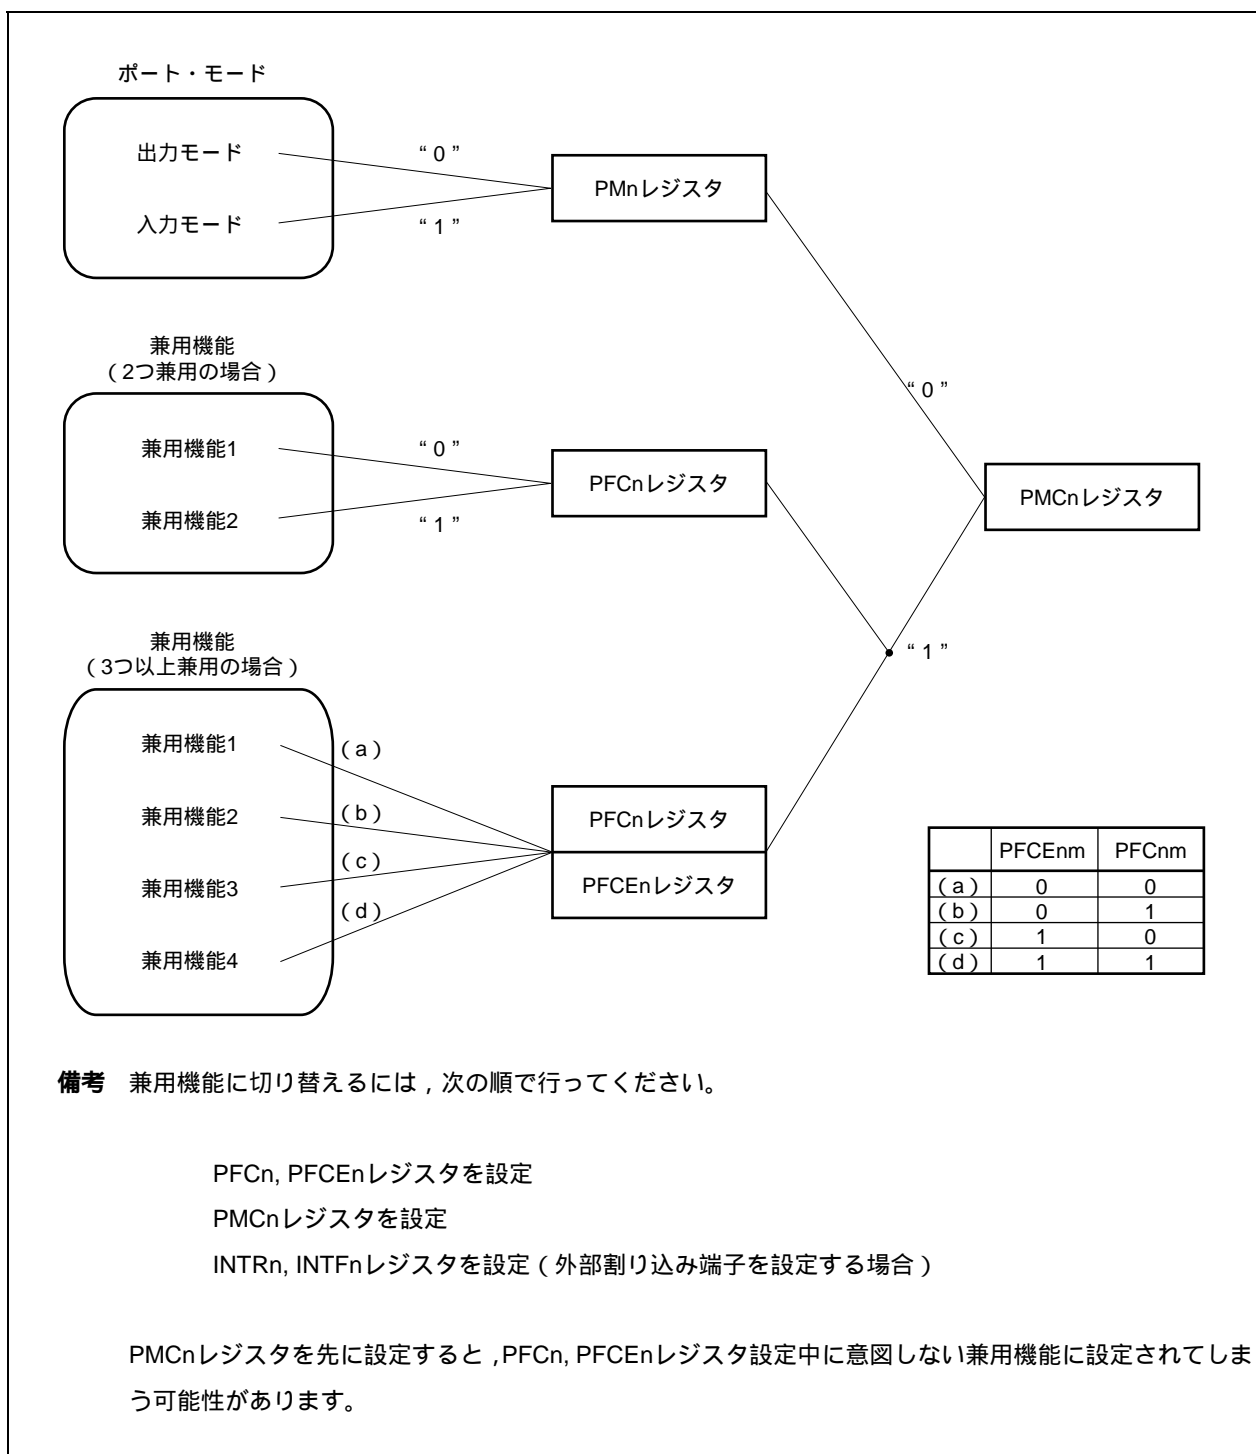 ポート・モード
出力モード
“ 0 ”
PMnレジスタ
入力モード
“ 1 ”
“ 0 ”
兼用機能
（2つ兼用の場合）
兼用機能1
“ 0 ”
PFCnレジスタ
兼用機能2
“ 1 ”
PMCnレジスタ
“ 1 ”
兼用機能
（3つ以上兼用の場合）
兼用機能1
（a）
兼用機能2
（b）
PFCnレジスタ
兼用機能3
（c）
PFCEnレジスタ
兼用機能4
（d）
PFCEnm PFCnm
（a） 0 0
（b） 0 1
（c） 1 0
（d） 1 1
備考 兼用機能に切り替えるには，次の順で行ってください。
PFCn, PFCEnレジスタを設定
PMCnレジスタを設定
INTRn, INTFnレジスタを設定（外部割り込み端子を設定する場合）
PMCnレジスタを先に設定すると，PFCn, PFCEnレジスタ設定中に意図しない兼用機能に設定されてしま
う可能性があります。